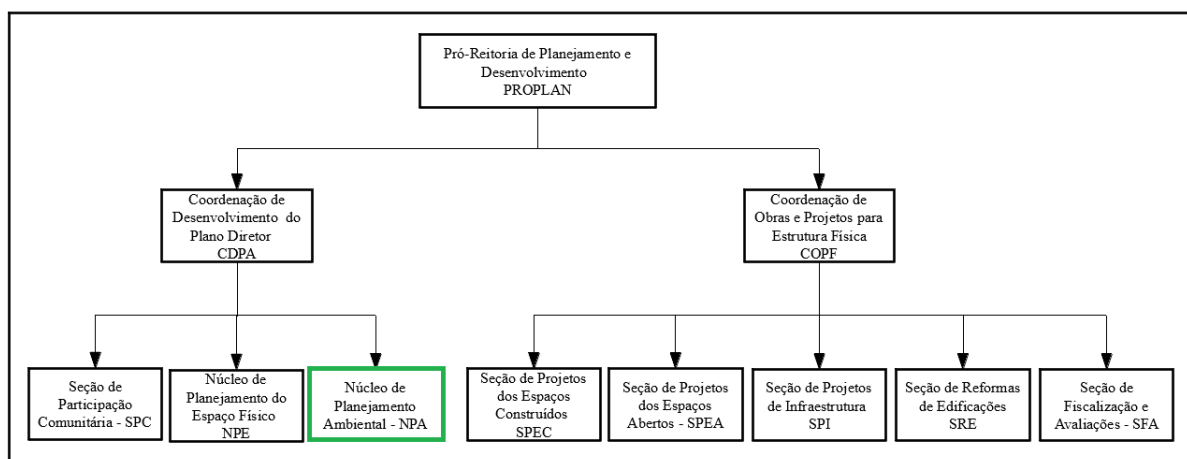 Pró-Reitoria de Planejamento e
Desenvolvimento
PROPLAN
Coordenação de
Desenvolvimento do
Plano Diretor
CDPA
Coordenação de
Obras e Projetos para
Estrutura Física
COPF
Seção de
Participação
Comunitária - SPC
Núcleo de
Planejamento do
Espaço Físico
NPE
Núcleo de
Planejamento
Ambiental - NPA
Seção de Projetos
dos Espaços
Construídos
SPEC
Seção de Projetos
dos Espaços
Abertos - SPEA
Seção de Projetos
de Infraestrutura
SPI
Seção de Reformas
de Edificações
SRE
Seção de
Fiscalização e
Avaliações - SFA